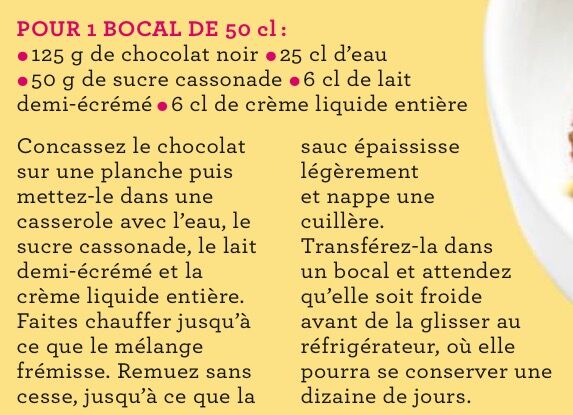 POUR 1 BOCAL DE 50 cl :
● 125 g de chocolat noir ● 25 cl d'eau
● 50 g de sucre cassonade ● 6 cl de lait
demi-écrémé ● 6 cl de crème liquide entière
Concassez le chocolat
sur une planche puis
mettez-le dans une
casserole avec l'eau, le
sucre cassonade, le lait
demi-écrémé et la
crème liquide entière.
Faites chauffer jusqu'à
ce que le mélange
frémisse. Remuez sans
cesse, jusqu'à ce que la
sauc épaississe
légèrement
et nappe une
cuillère.
Transférez-la dans
un bocal et attendez
qu'elle soit froide
avant de la glisser au
réfrigérateur, où elle
pourra se conserver une
dizaine de jours.